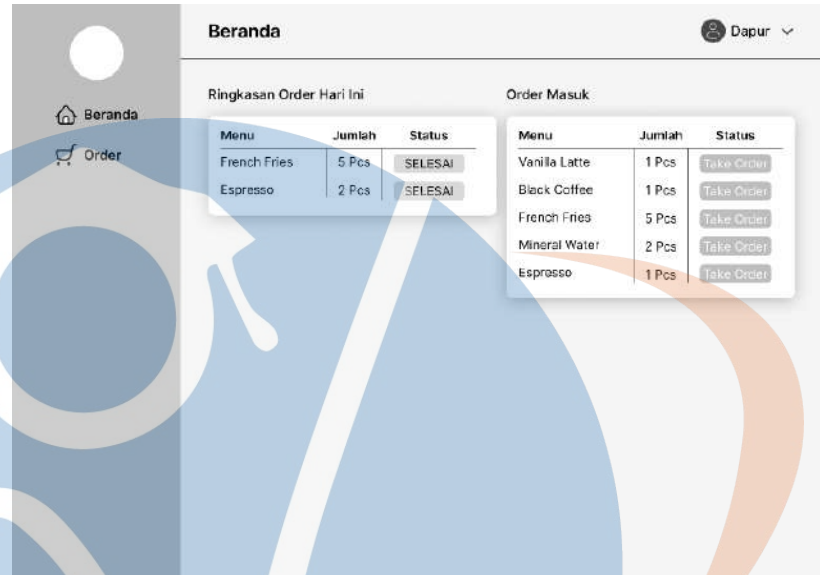 Beranda
Dapur
Beranda
Order
Ringkasan Order Hari Ini
Menu Jumlah Status
French Fries 5 Pcs SELESAI
Espresso 2 Pcs SELESAI
Order Masuk
Menu Jumlah Status
Vanilla Latte 1 Pcs Take Order
Black Coffee 1 Pcs Take Order
French Fries 5 Pcs Take Order
Mineral Water 2 Pcs Take Order
Espresso 1 Pcs Take Order